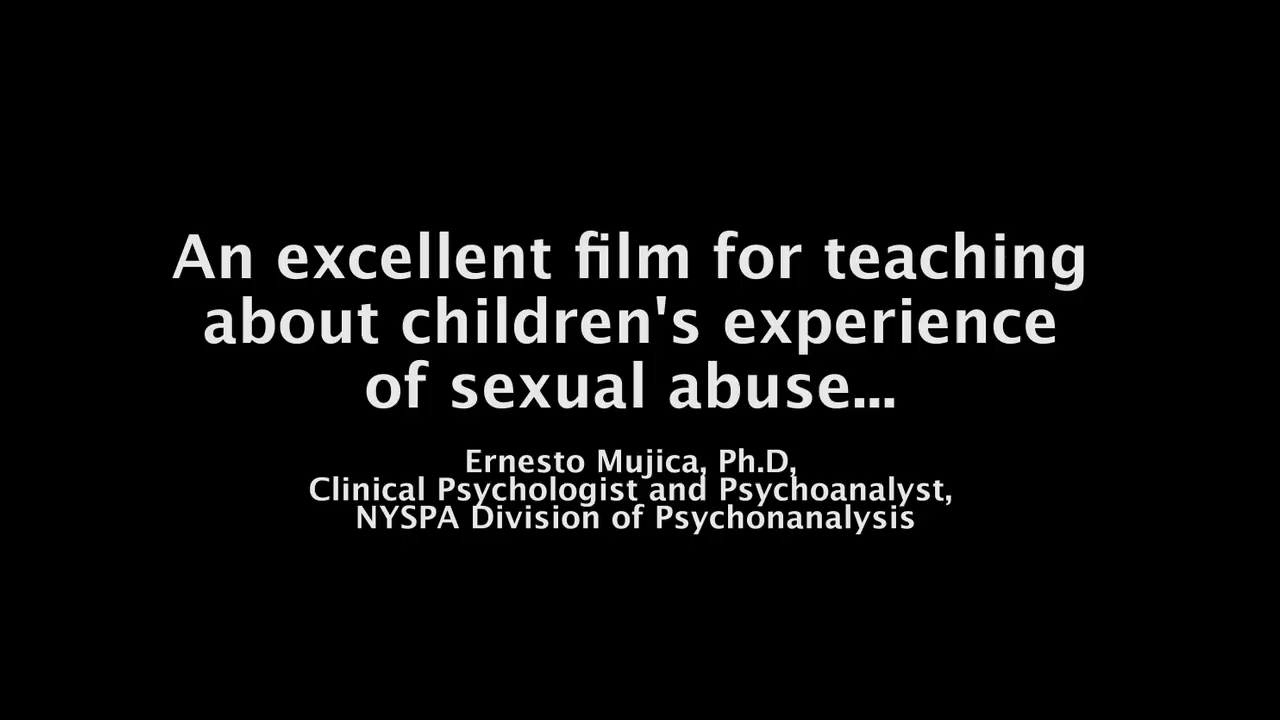 An excellent film for teaching
about children's experience
of sexual abuse...
Ernesto Mujica, Ph.D,
Clinical Psychologist and Psychoanalyst,
NYSPA Division of Psychonanalysis